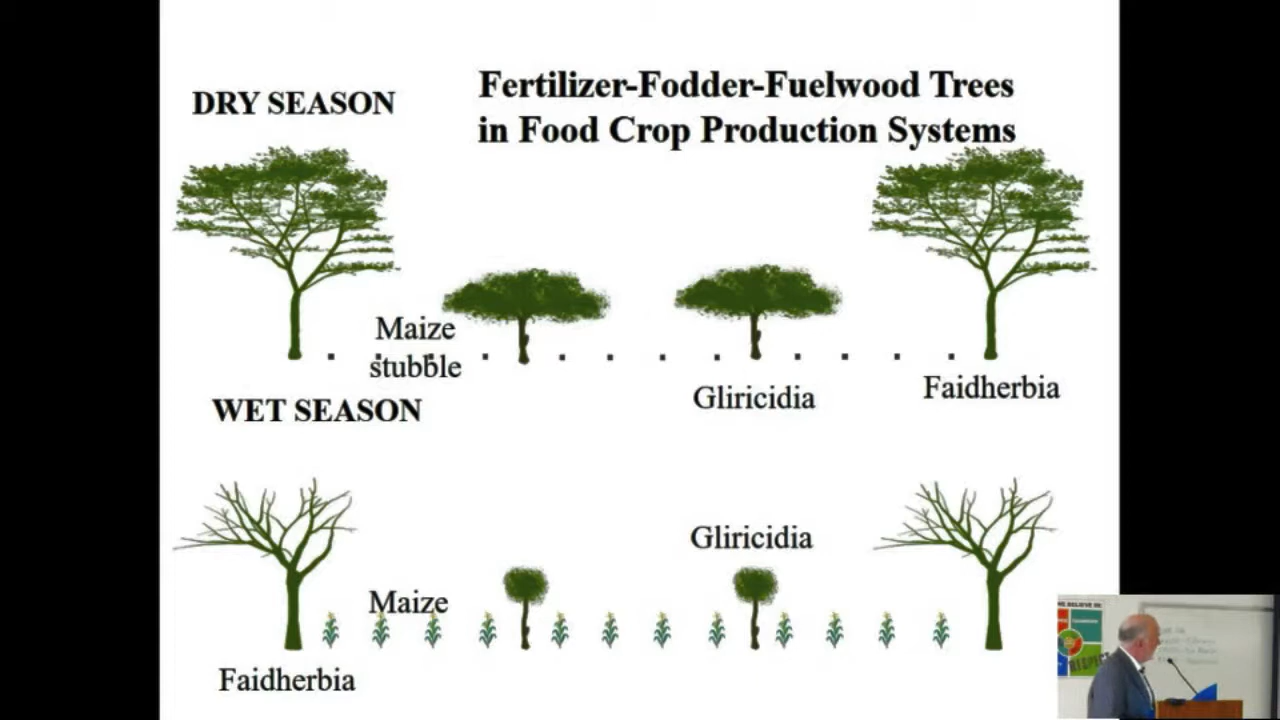 DRY SEASON
Fertilizer-Fodder-Fuelwood Trees
in Food Crop Production Systems
Maize
stubble
Gliricidia
Faidherbia
WET SEASON
Gliricidia
Maize
Faidherbia
RESPECT